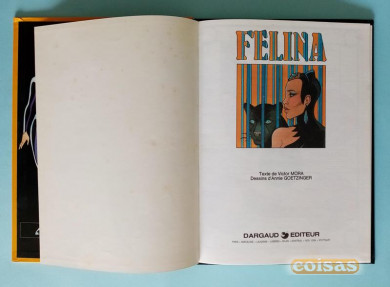 FELINA
Texte de Victor MORA
Dessins d'Annie GOETZINGER
DARGAUD EDITEUR
coisas